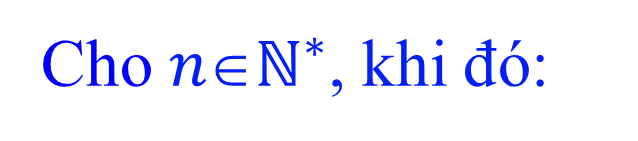 Cho 𝑛∈ℕ*, khi đó: